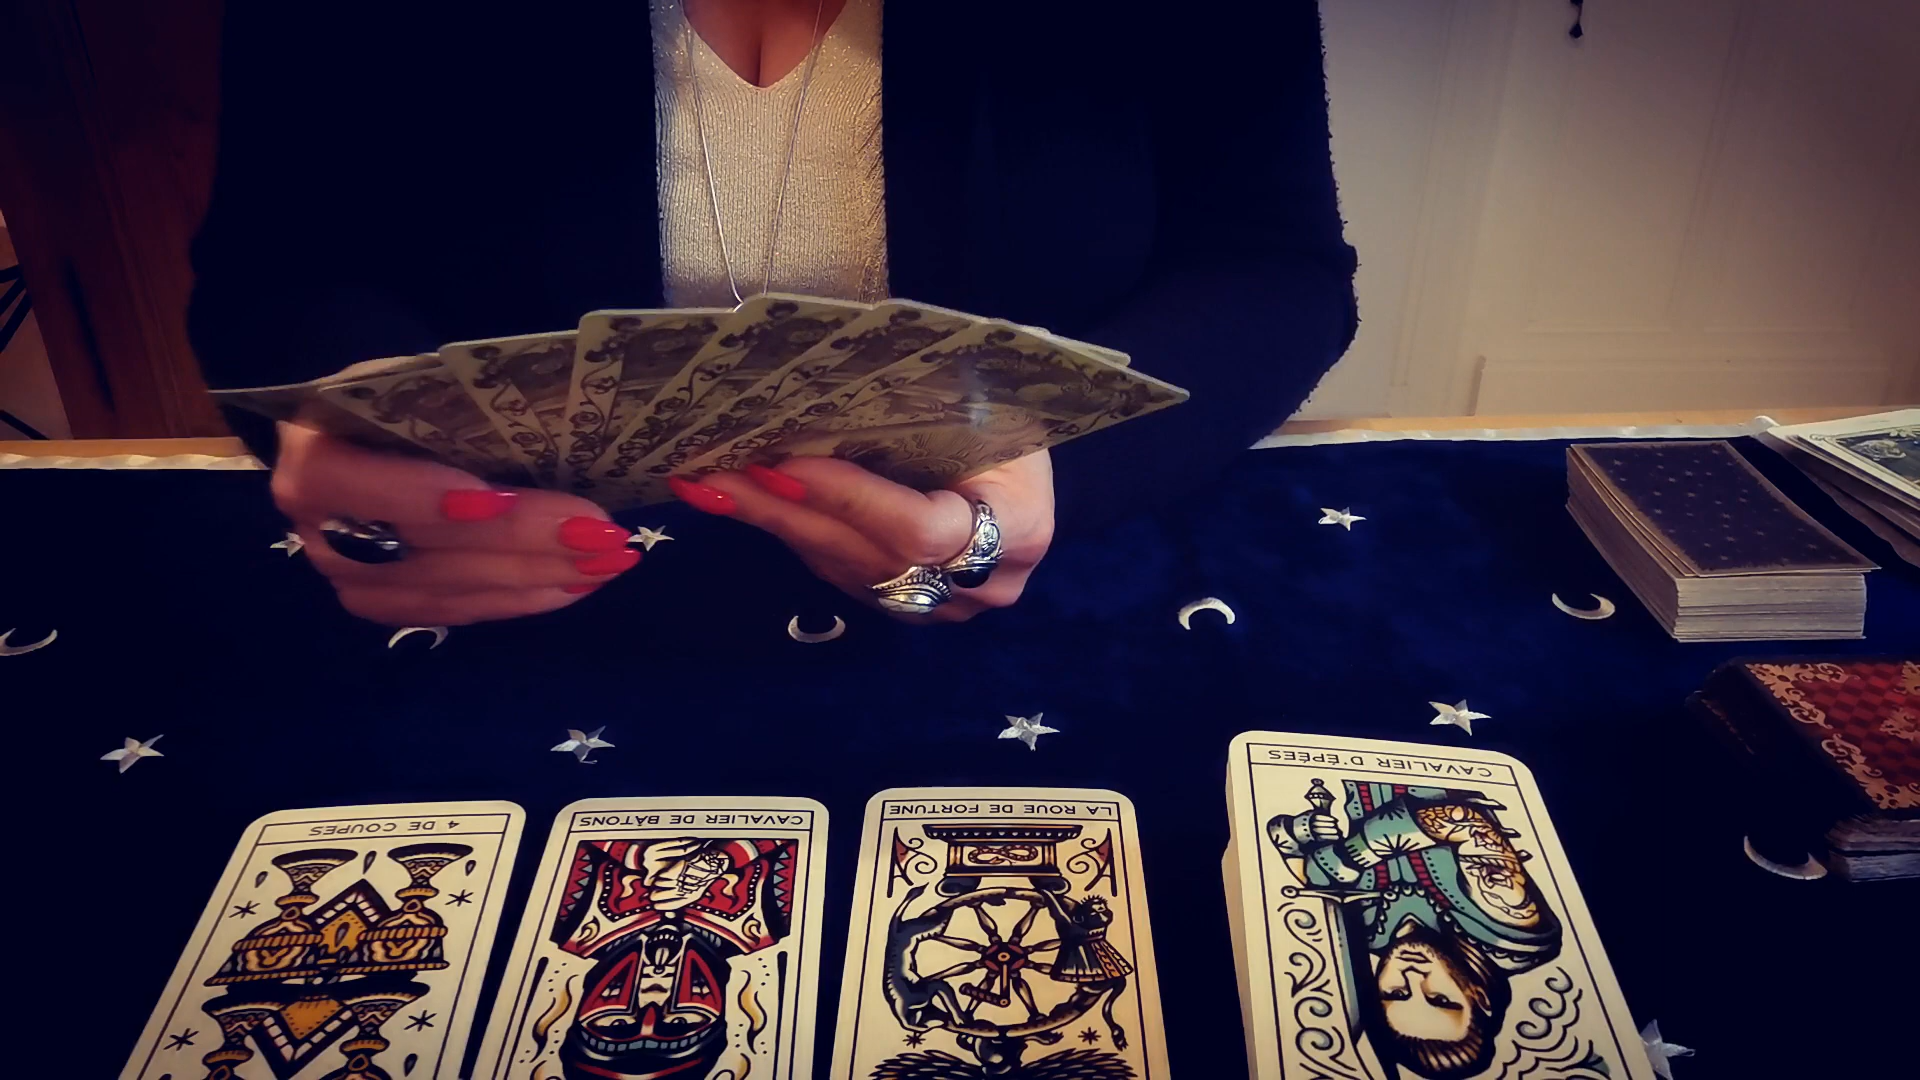 4 DE COUPES
CAVALIER DE BÂTONS
LA ROUE DE FORTUNE
CAVALIER D'ÉPÉES